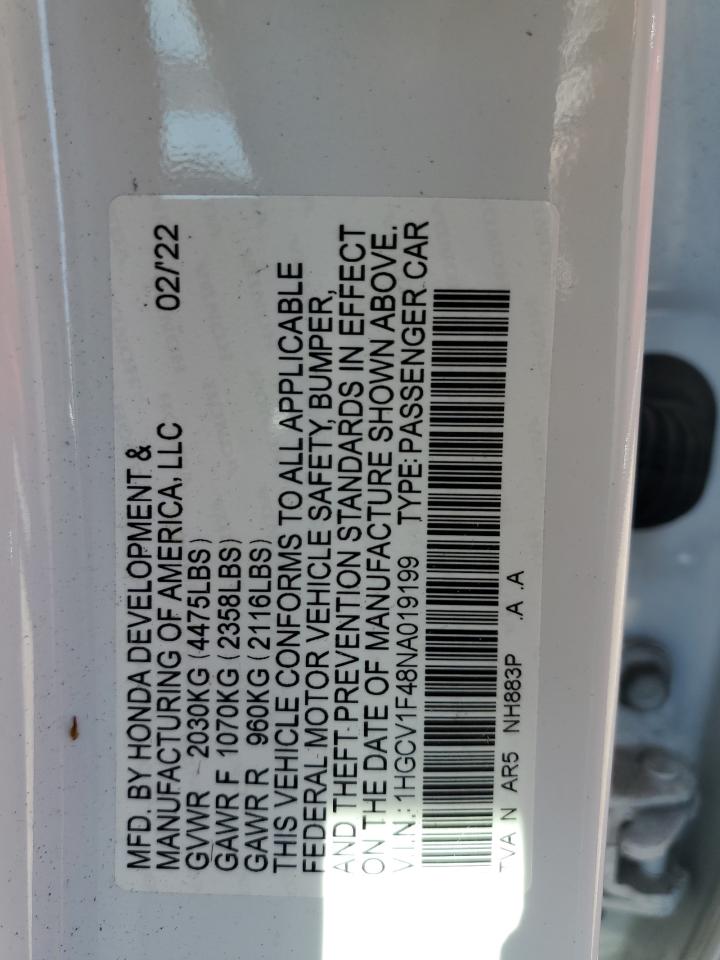 MFD. BY HONDA DEVELOPMENT &
MANUFACTURING OF AMERICA, LLC 02/'22
GVWR 2030KG (4475LBS)
GAWR F 1070KG (2358LBS)
GAWR R 960KG (2116LBS)
THIS VEHICLE CONFORMS TO ALL APPLICABLE
FEDERAL MOTOR VEHICLE SAFETY, BUMPER,
AND THEFT PREVENTION STANDARDS IN EFFECT
ON THE DATE OF MANUFACTURE SHOWN ABOVE.
V.I.N.: 1HGCV1F48NA019199 TYPE: PASSENGER CAR
TVA N AR5 NH883P .A .A